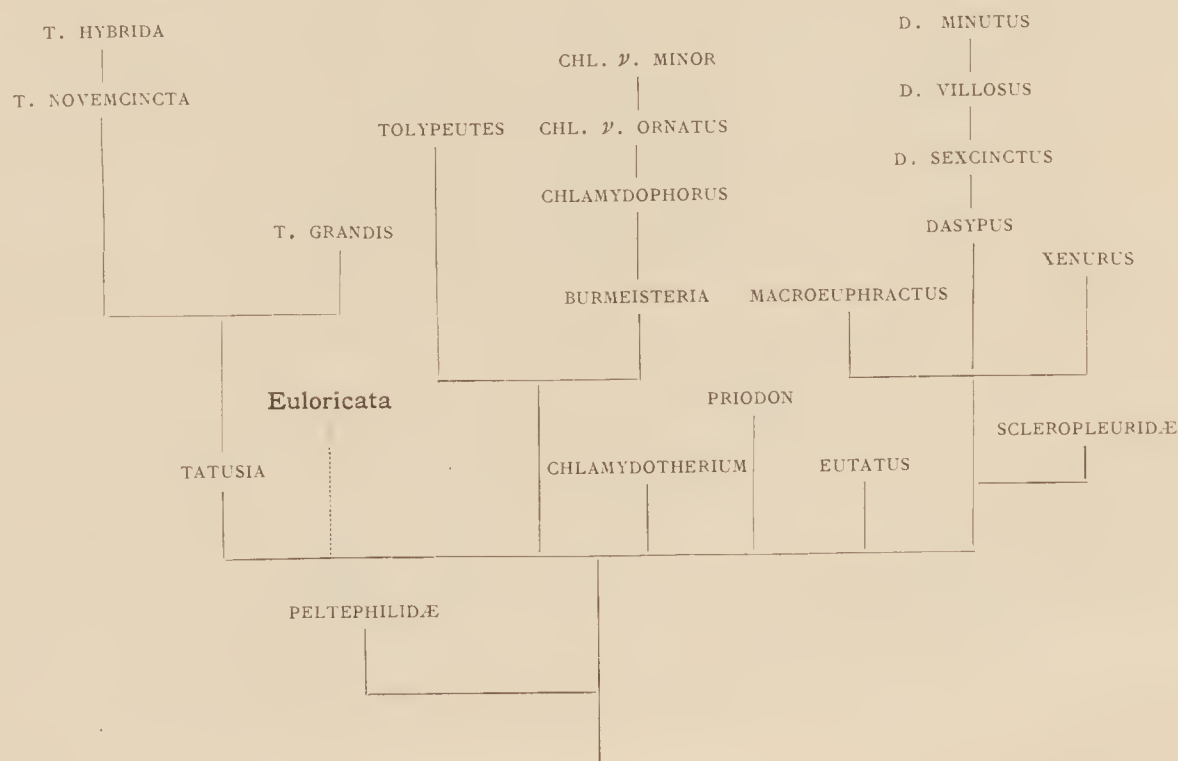 T. HYBRIDA
D. MINUTUS
CHL. ν. MINOR
T. NOVEMCINCTA
D. VILLOSUS
TOLYPEUTES
CHL. ν. ORNATUS
D. SEXCINCTUS
CHLAMYDOPHORUS
T. GRANDIS
DASYPUS
XENURUS
BURMEISTERIA
MACROEUPHRACTUS
Euloricata
PRIODON
SCLEROPLEURIDÆ
TATUSIA
CHLAMYDOTHERIUM
EUTATUS
PELTEPHILIDÆ